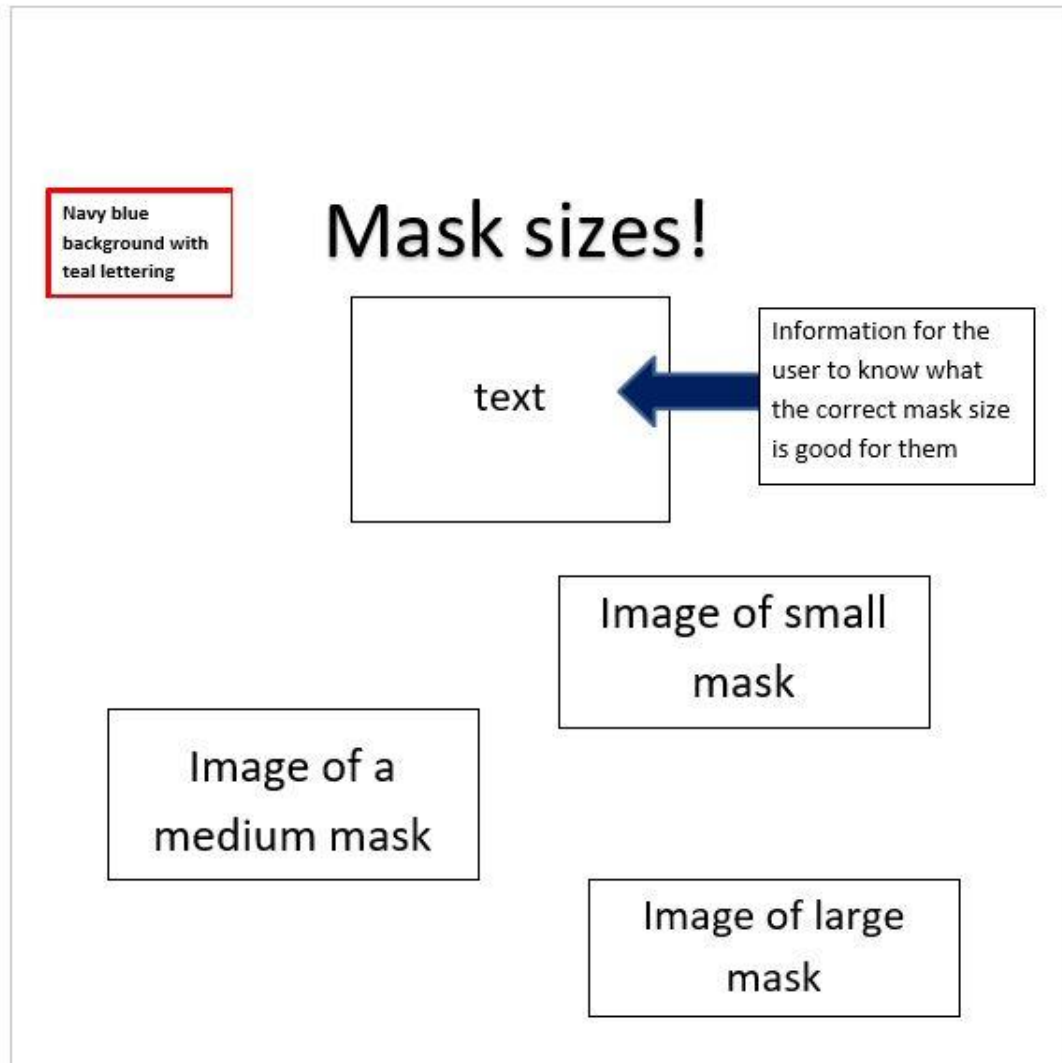 Mask sizes!
Navy blue
background with
teal lettering
text
Information for the
user to know what
the correct mask size
is good for them
Image of small
mask
Image of a
medium mask
Image of large
mask